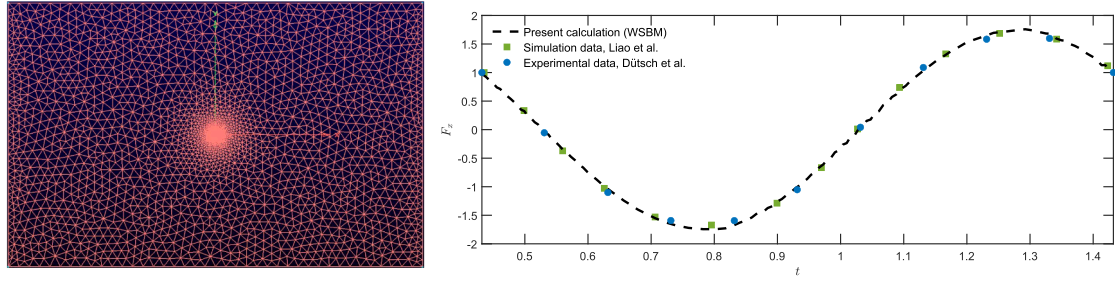 2
1.5
1
0.5
0
-0.5
-1
-1.5
-2
F_x
Present calculation (WSBM)
Simulation data, Liao et al.
Experimental data, Dütsch et al.
0.5 0.6 0.7 0.8 0.9 1 1.1 1.2 1.3 1.4
t